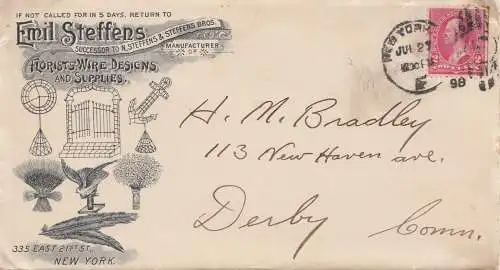 IF NOT CALLED FOR IN 5 DAYS, RETURN TO
Emil Steffens
SUCCESSOR TO N. STEFFENS & STEFFENS BROS.
MANUFACTURER
OF
FLORISTS' WIRE DESIGNS,
AND SUPPLIES.
NEW YORK
JUL 27
98
H. M. Bradley
113 New Haven ave.
Derby Conn.
335 EAST 21ST ST.,
NEW YORK.